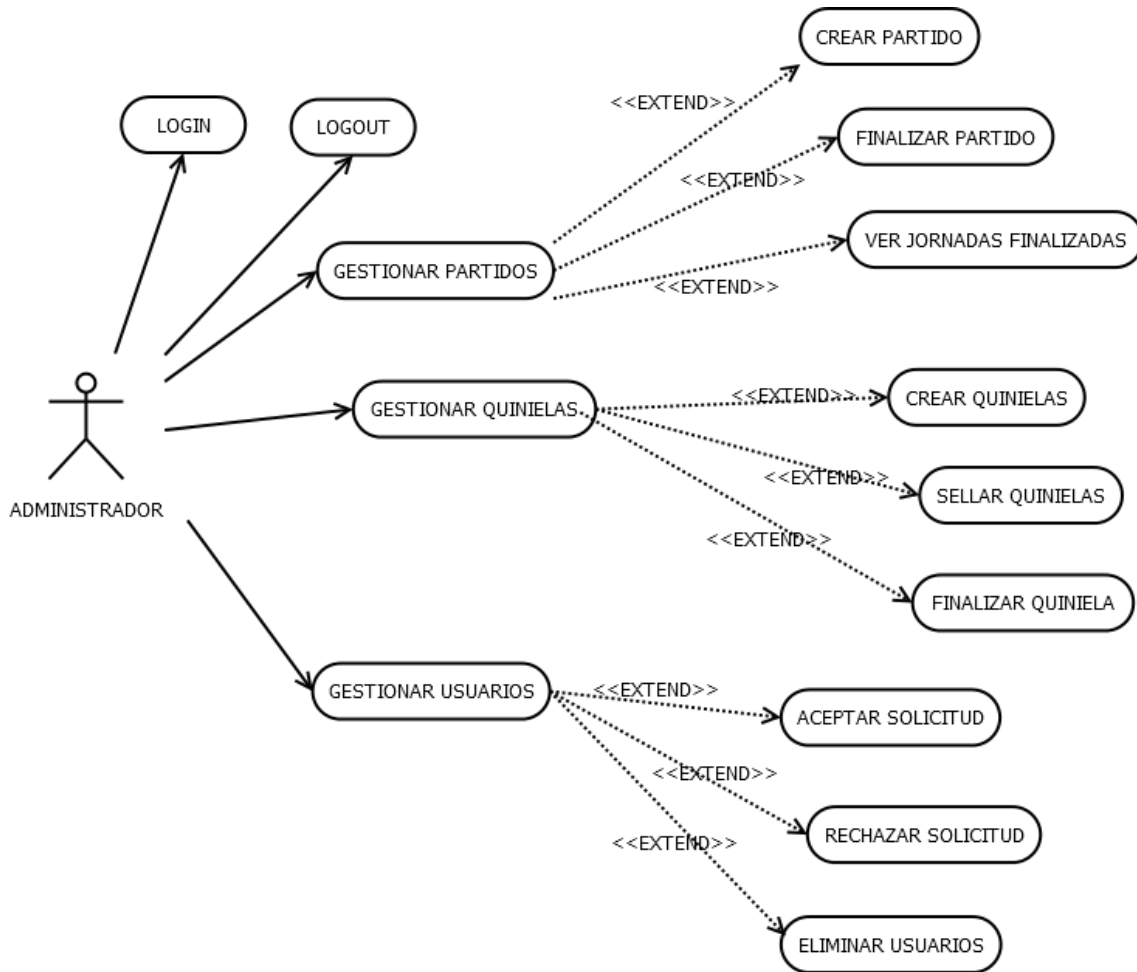 CREAR PARTIDO
<<EXTEND>>
LOGIN
LOGOUT
FINALIZAR PARTIDO
<<EXTEND>>
VER JORNADAS FINALIZADAS
GESTIONAR PARTIDOS
<<EXTEND>>
GESTIONAR QUINIELAS
<<EXTEND>>
CREAR QUINIELAS
<<EXTEND>>
SELLAR QUINIELAS
ADMINISTRADOR
<<EXTEND>>
FINALIZAR QUINIELA
GESTIONAR USUARIOS
<<EXTEND>>
ACEPTAR SOLICITUD
<<EXTEND>>
RECHAZAR SOLICITUD
<<EXTEND>>
ELIMINAR USUARIOS